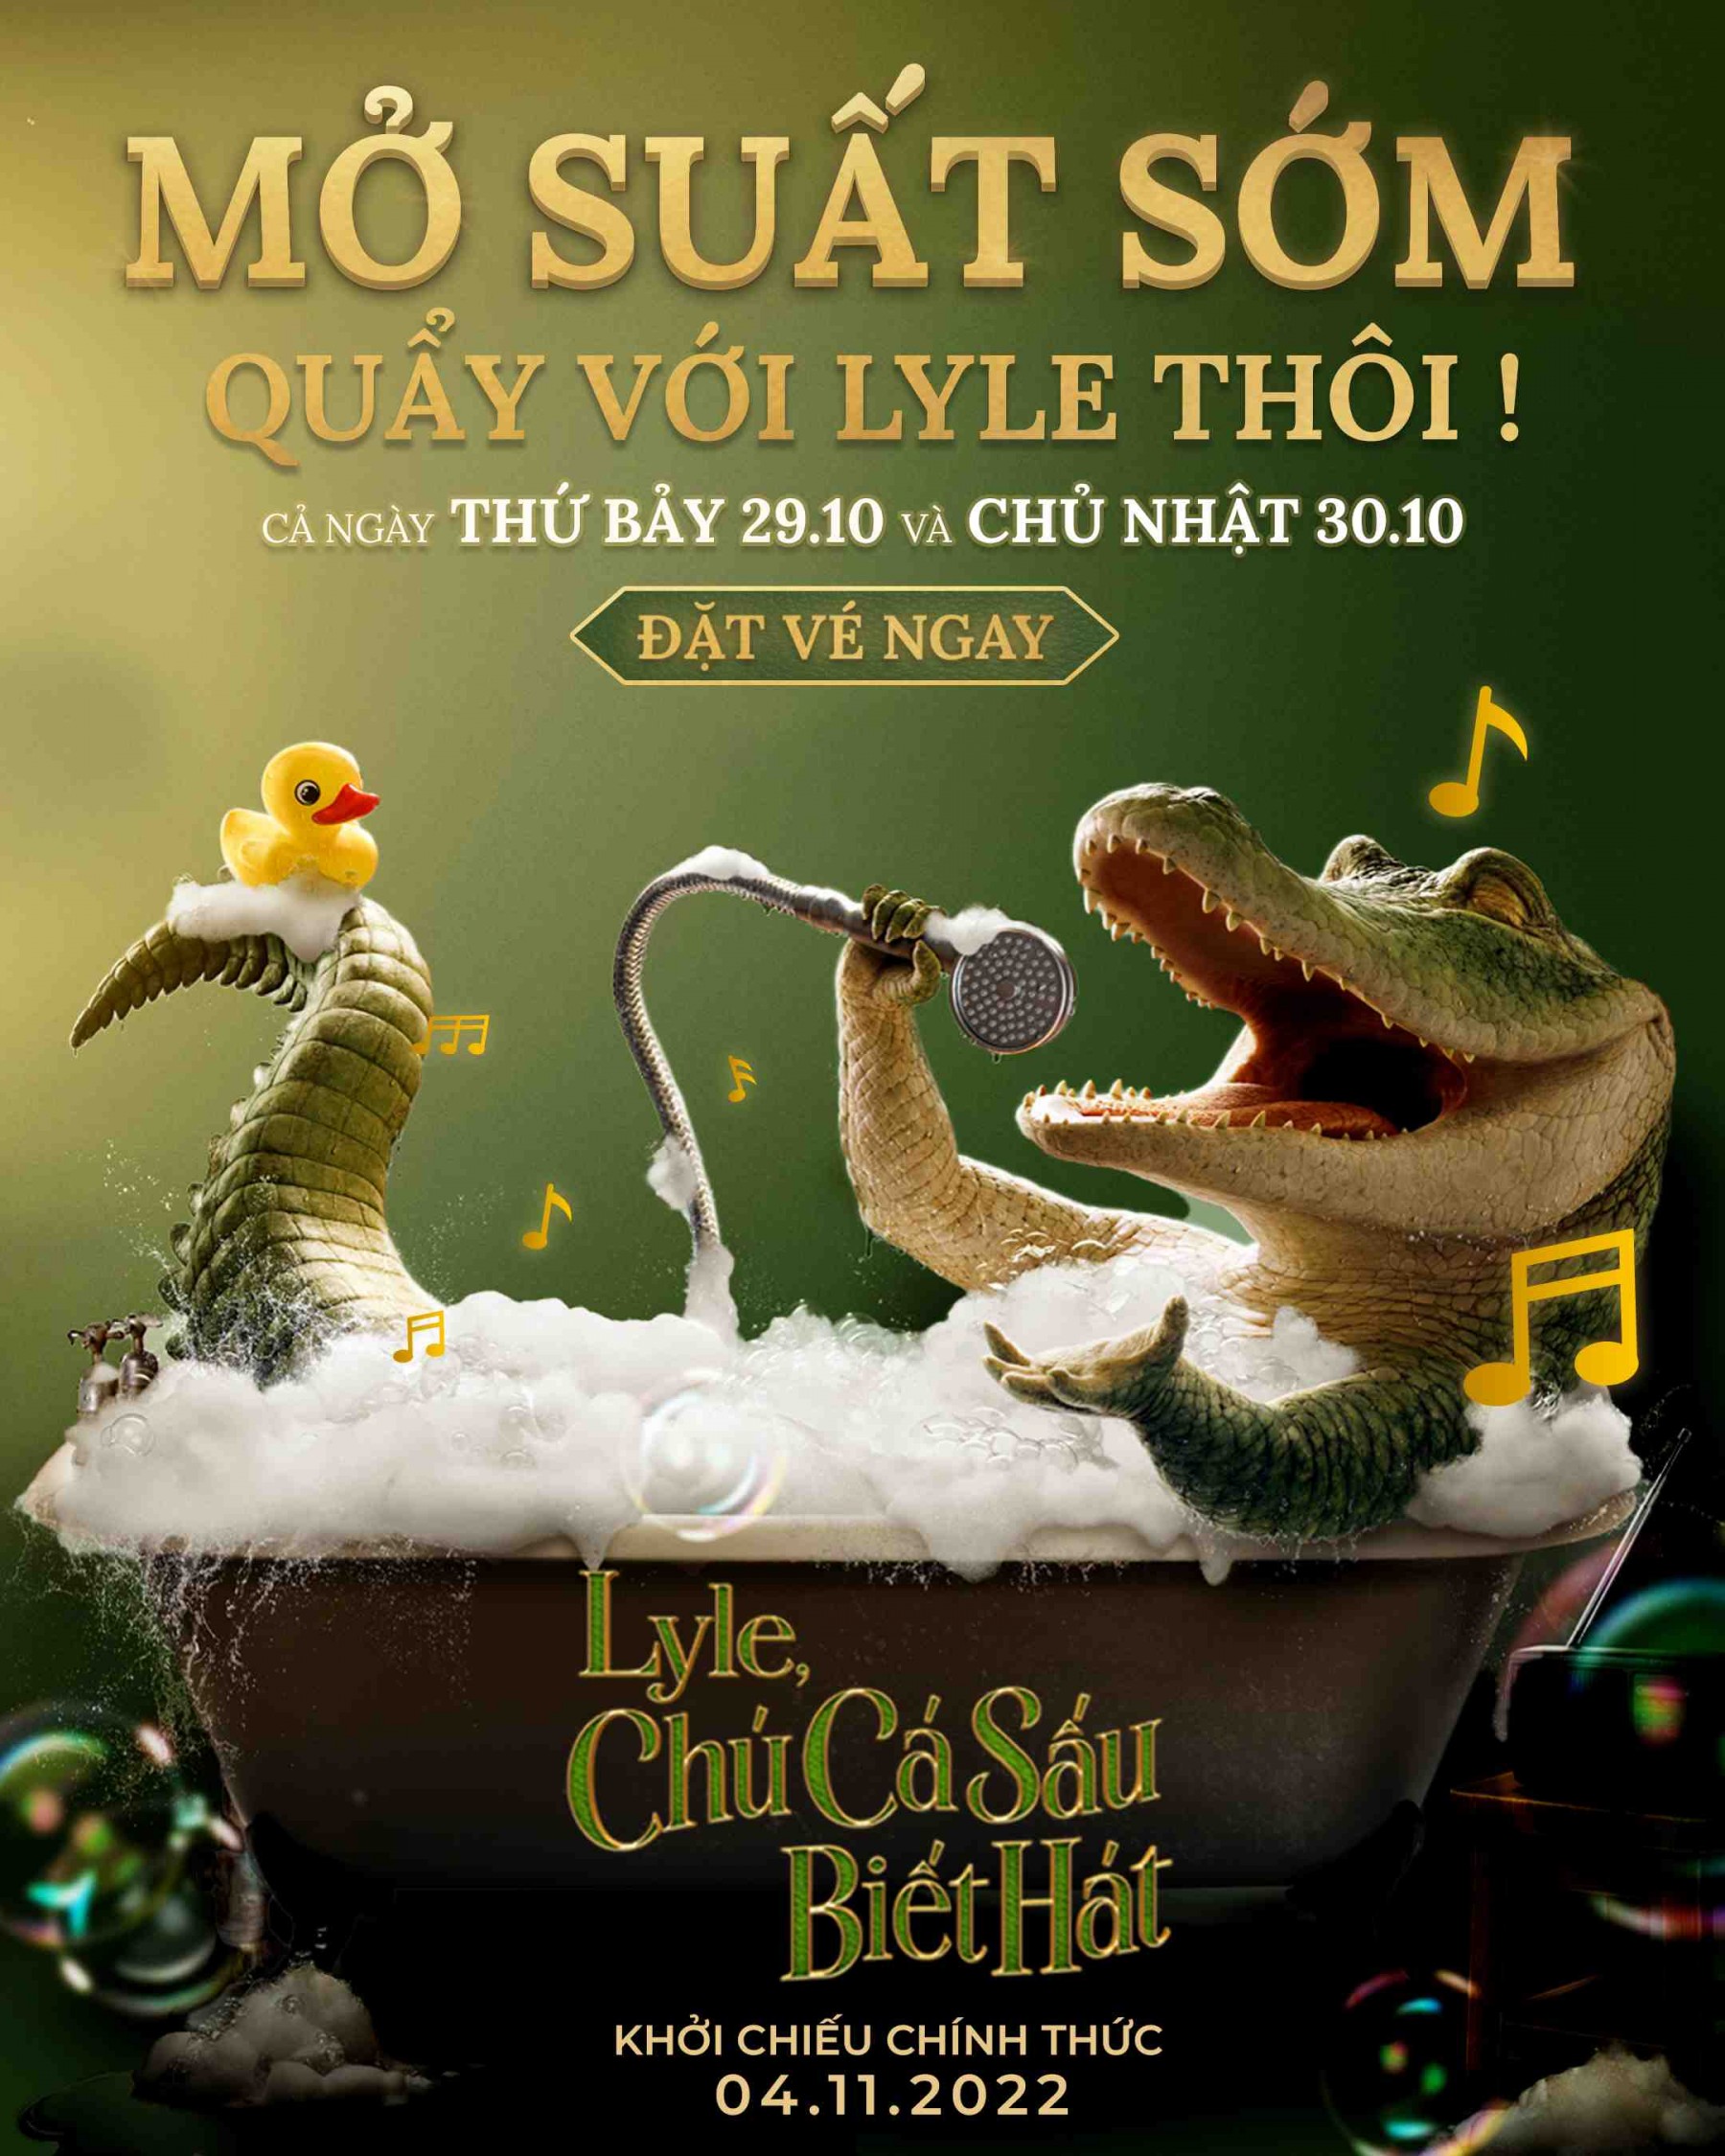 MỞ SUẤT SỚM
QUẨY VỚI LYLE THÔI !
CẢ NGÀY THỨ BẢY 29.10 VÀ CHỦ NHẬT 30.10
ĐẶT VÉ NGAY
Lyle,
Chú Cá Sấu
Biết Hát
KHỞI CHIẾU CHÍNH THỨC
04.11.2022